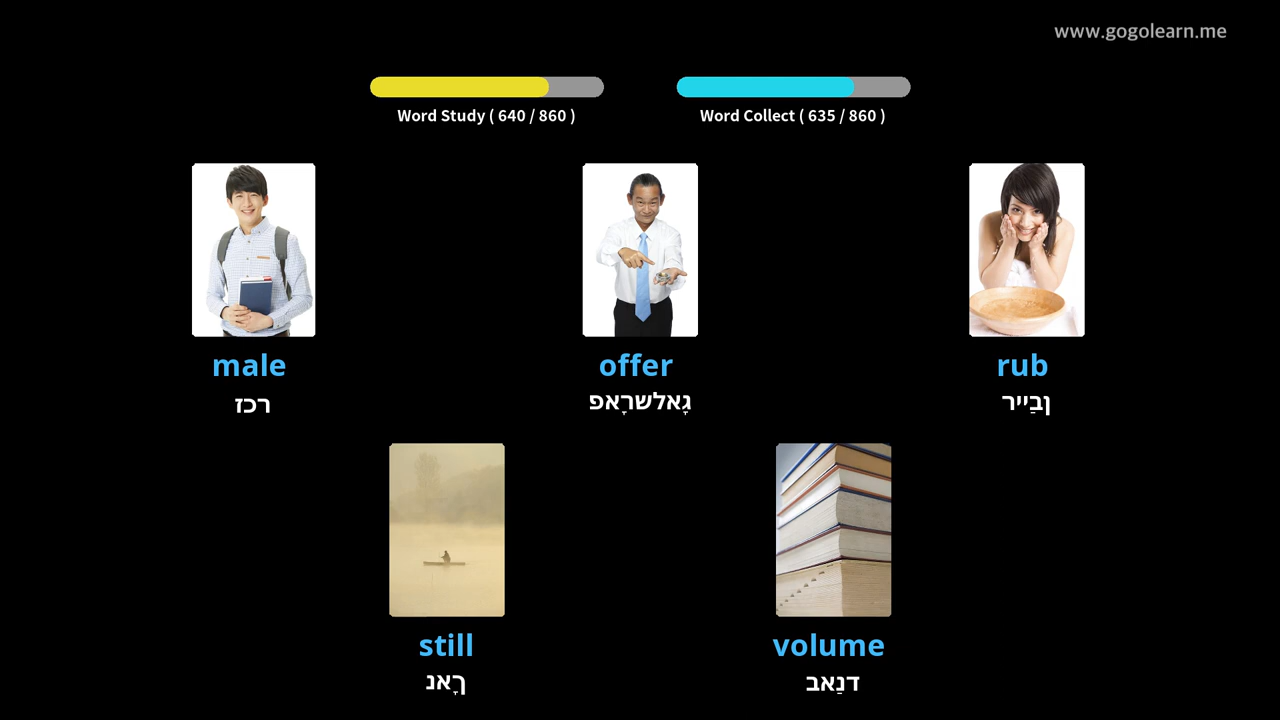 www.gogolearn.me
Word Study ( 640 / 860 )
Word Collect ( 635 / 860 )
male
רכז
offer
גָאלשרָאפ
rub
ןבַייר
still
ךָאנ
volume
דנַאב